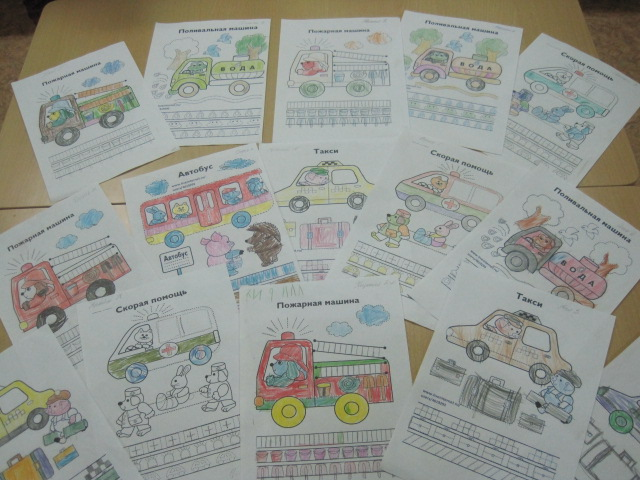 Пожарная машина
Поливальная машина
ВОДА
Пожарная машина
Поливальная машина
ВОДА
Скорая помощь
Пожарная машина
Автобус
Автобус
Такси
Скорая помощь
Поливальная машина
ВОДА
Скорая помощь
Пожарная машина
Такси